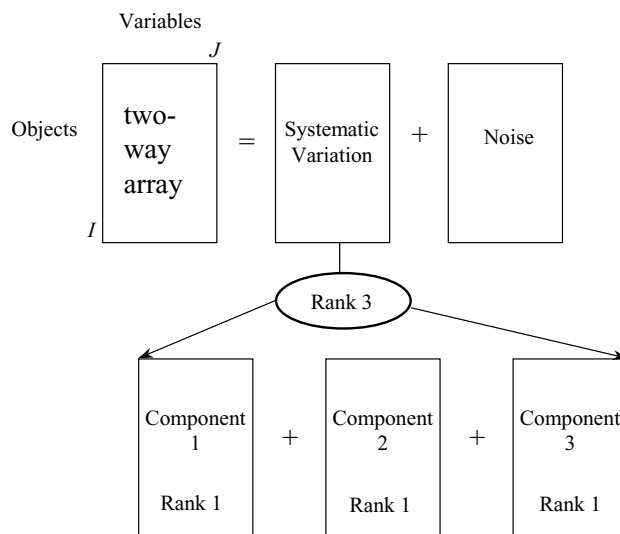 Variables
J
Objects
two-
way
array
I
=
Systematic
Variation
+
Noise
Rank 3
Component
1
Rank 1
+
Component
2
Rank 1
+
Component
3
Rank 1